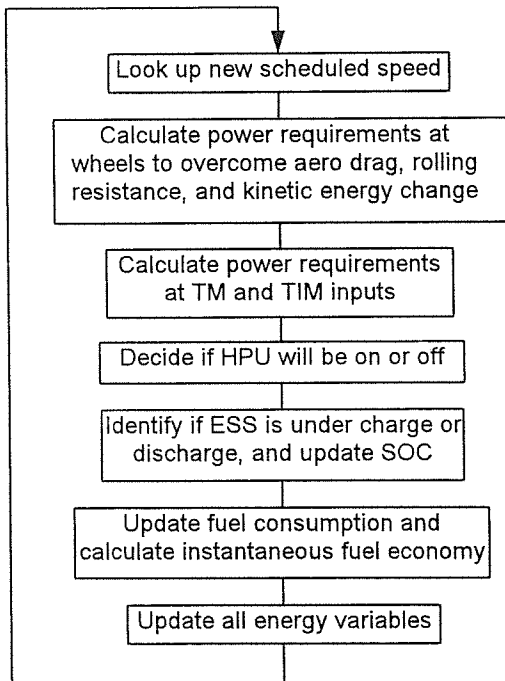 Look up new scheduled speed
Calculate power requirements at
wheels to overcome aero drag, rolling
resistance, and kinetic energy change
Calculate power requirements
at TM and TIM inputs
Decide if HPU will be on or off
Identify if ESS is under charge or
discharge, and update SOC
Update fuel consumption and
calculate instantaneous fuel economy
Update all energy variables